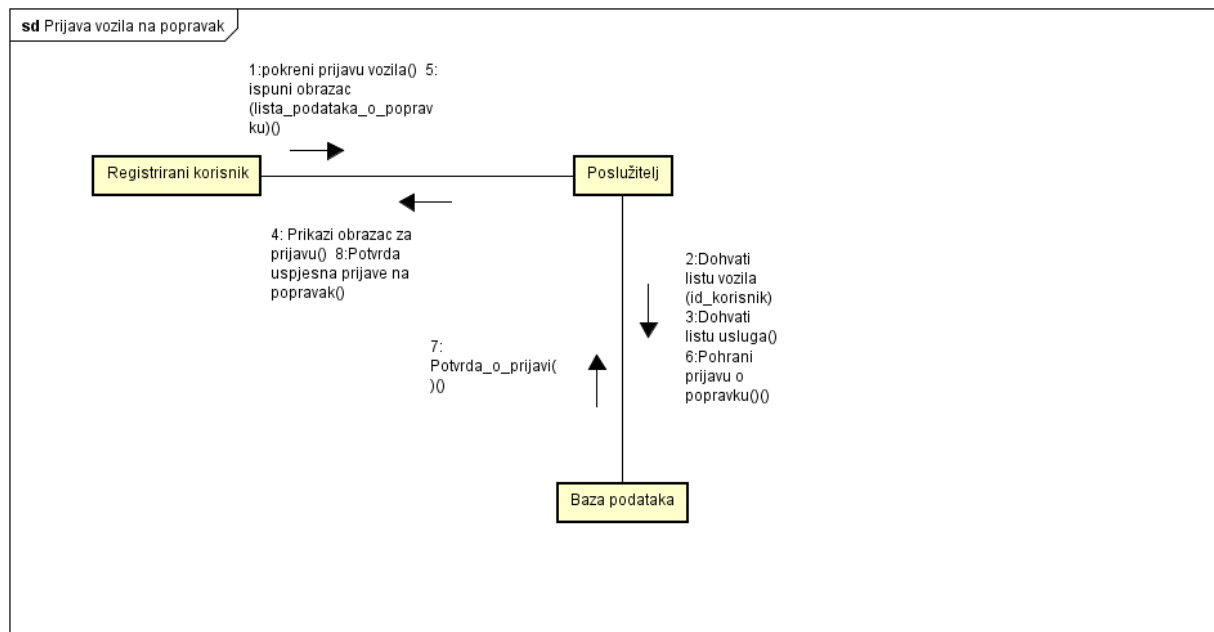 sd Prijava vozila na popravak
1:pokreni prijavu vozila()  5:
ispuni obrazac
(lista_podataka_o_poprav
ku)()
Registrirani korisnik
Poslužitelj
4: Prikazi obrazac za
prijavu()  8:Potvrda
uspjesna prijave na
popravak()
2:Dohvati
listu vozila
(id_korisnik)
3:Dohvati
listu usluga()
6:Pohrani
prijavu o
popravku()()
7:
Potvrda_o_prijavi(
)()
Baza podataka